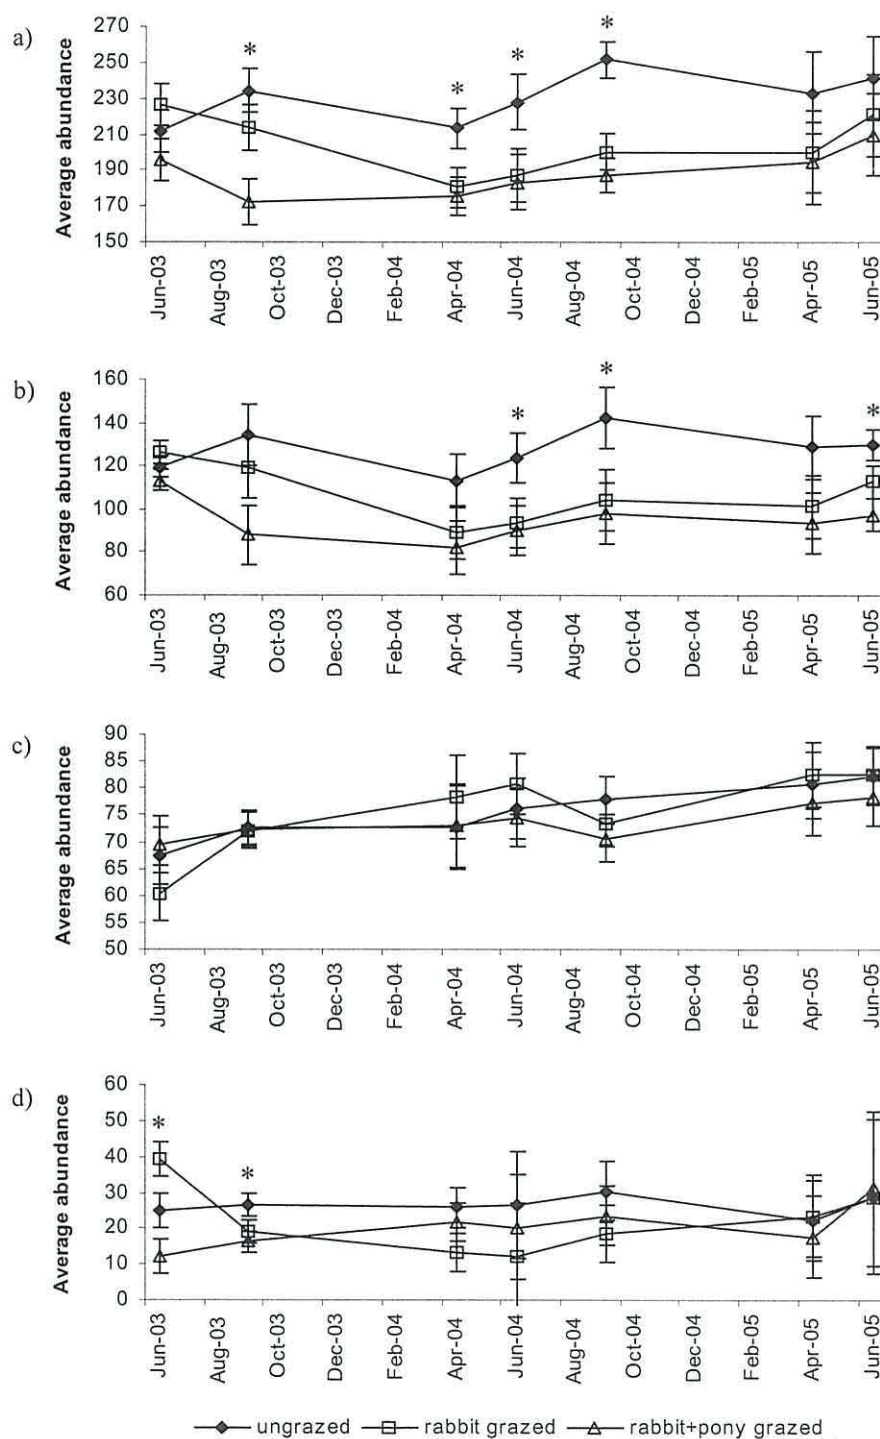 a)
Average abundance
270
250
230
210
190
170
150
* * * *
Jun-03 Aug-03 Oct-03 Dec-03 Feb-04 Apr-04 Jun-04 Aug-04 Oct-04 Dec-04 Feb-05 Apr-05 Jun-05
b)
Average abundance
160
140
120
100
80
60
* * *
Jun-03 Aug-03 Oct-03 Dec-03 Feb-04 Apr-04 Jun-04 Aug-04 Oct-04 Dec-04 Feb-05 Apr-05 Jun-05
c)
Average abundance
90
85
80
75
70
65
60
55
50
Jun-03 Aug-03 Oct-03 Dec-03 Feb-04 Apr-04 Jun-04 Aug-04 Oct-04 Dec-04 Feb-05 Apr-05 Jun-05
d)
Average abundance
60
50
40
30
20
10
0
* *
Jun-03 Aug-03 Oct-03 Dec-03 Feb-04 Apr-04 Jun-04 Aug-04 Oct-04 Dec-04 Feb-05 Apr-05 Jun-05
ungrazed rabbit grazed rabbit+pony grazed